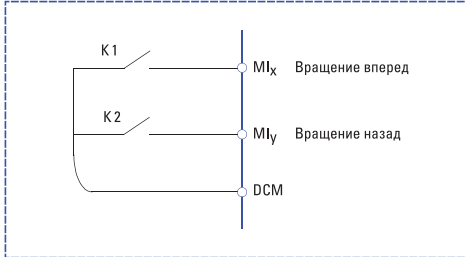 K1
MIx Вращение вперед
K2
MIy Вращение назад
DCM